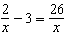 2/x − 3 = 26/x